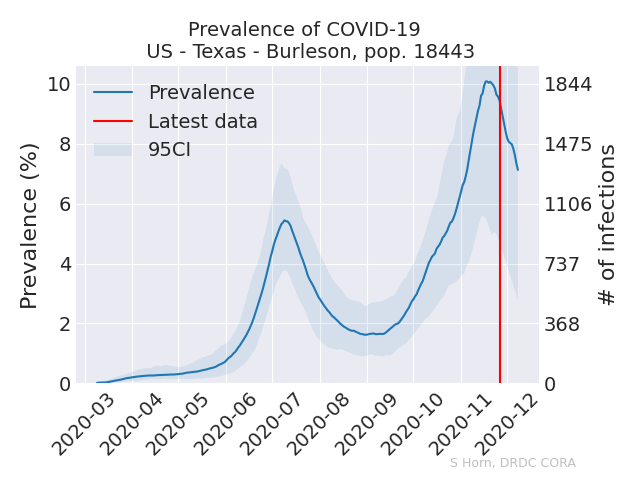 Prevalence of COVID-19
US - Texas - Burleson, pop. 18443
Prevalence
Latest data
95CI
Prevalence (%)
10
8
6
4
2
0
1844
1475
1106
737
368
0
# of infections
2020-03
2020-04
2020-05
2020-06
2020-07
2020-08
2020-09
2020-10
2020-11
2020-12
S Horn, DRDC CORA